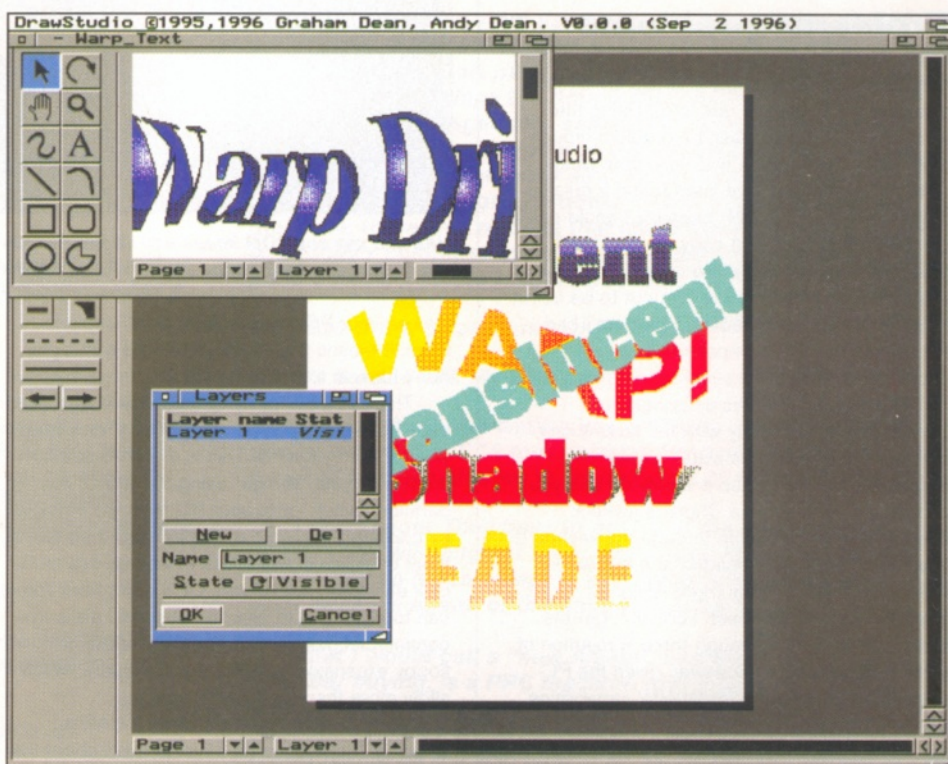 DrawStudio ©1995,1996 Graham Dean, Andy Dean. V0.0.0 (Sep 2 1996)
Warp_Text
Warp Dri
A
Page 1 Layer 1
udio
ent
WARP!
anslucent
Shadow
FADE
Layers
Layer name Stat
Layer 1 Visi
New Del
Name Layer 1
State Visible
OK Cancel
Page 1 Layer 1